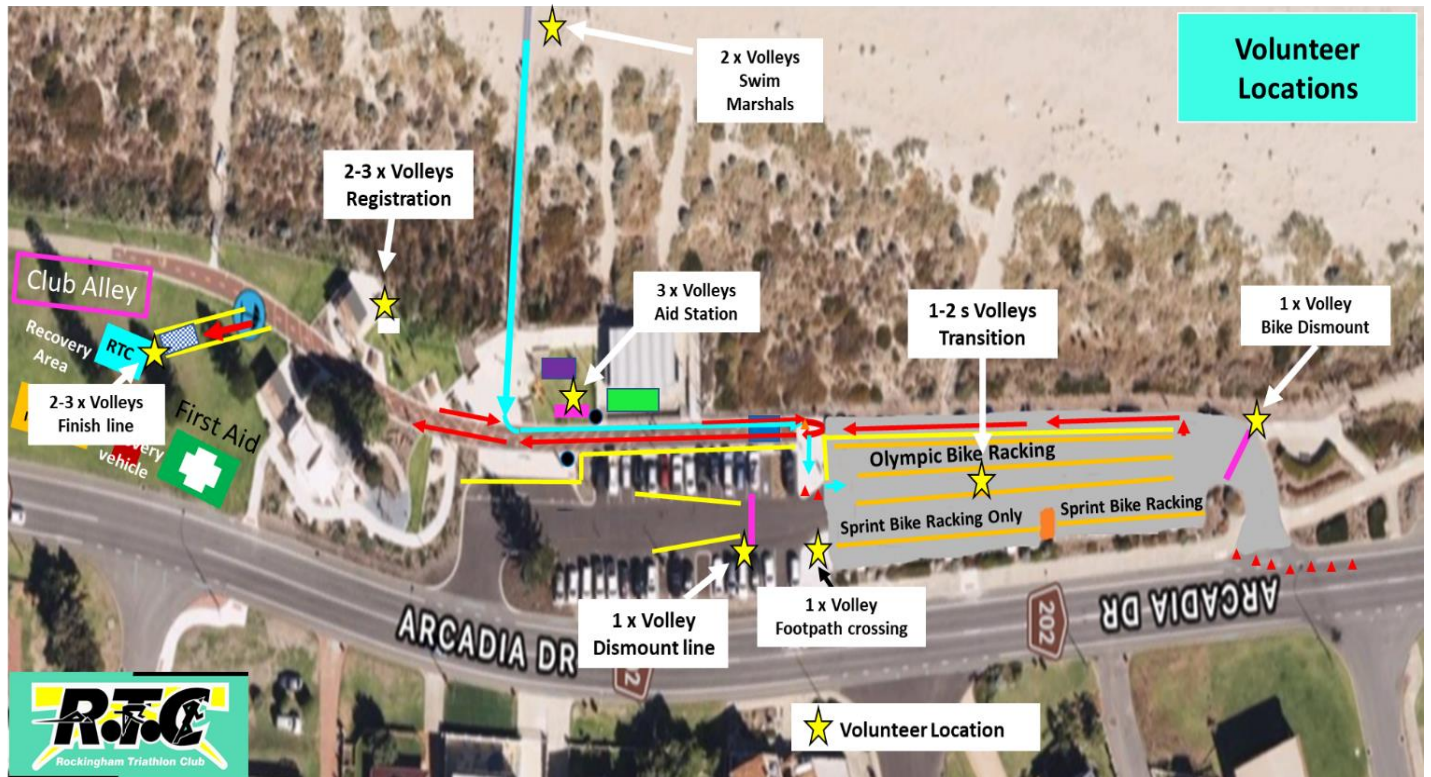 Volunteer
Locations
2 x Volleys
Swim
Marshals
2-3 x Volleys
Registration
3 x Volleys
Aid Station
1-2 s Volleys
Transition
1 x Volley
Bike Dismount
Club Alley
Recovery
Area
RTC
2-3 x Volleys
Finish line
First Aid
vehicle
Olympic Bike Racking
Sprint Bike Racking Only
Sprint Bike Racking
1 x Volley
Dismount line
1 x Volley
Footpath crossing
ARCADIA DR
202
ARCADIA DR
Volunteer Location
RTC
Rockingham Triathlon Club